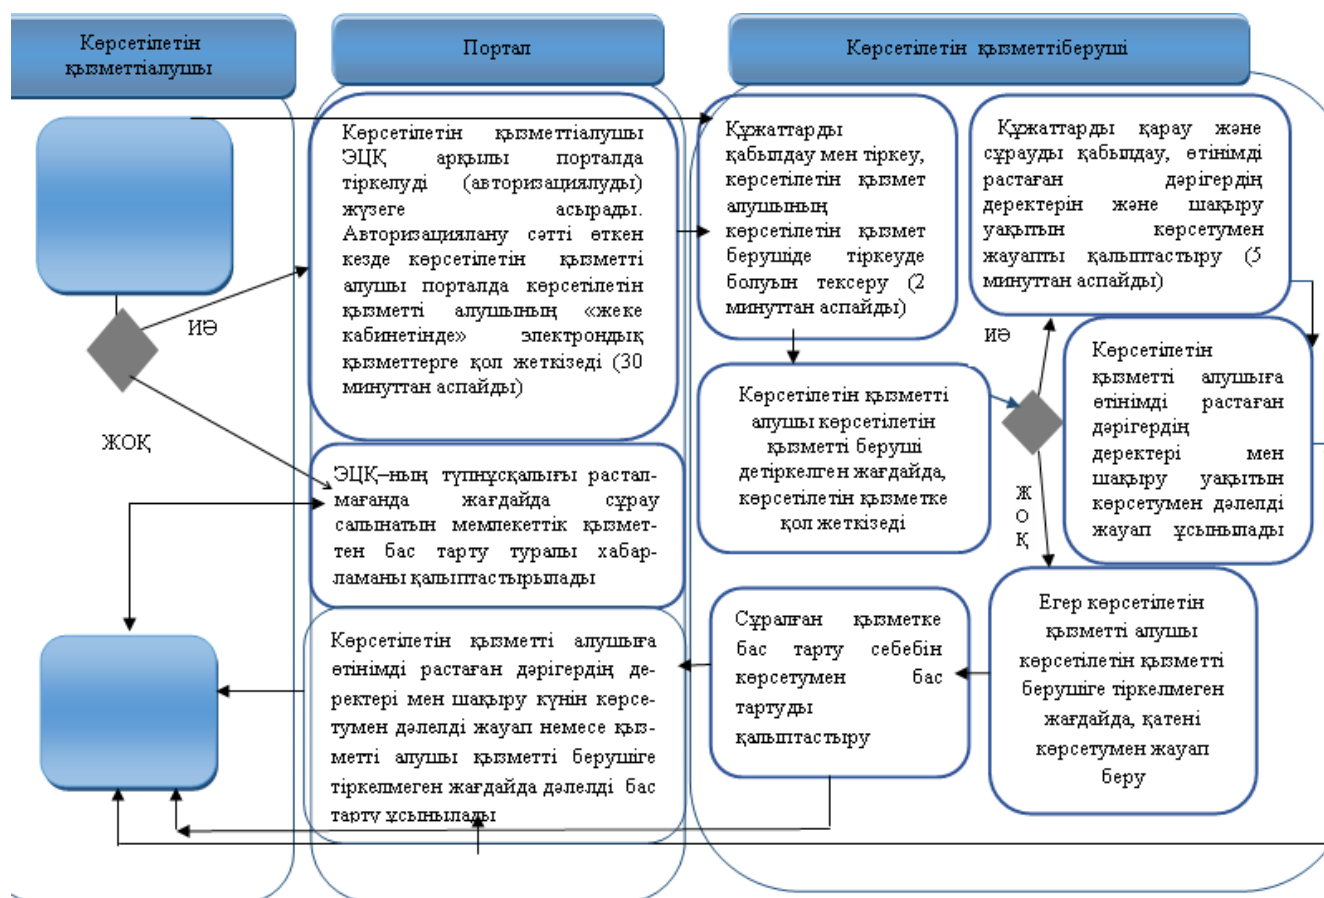 Көрсетілетін
қызметтіалушы
Портал
Көрсетілетін қызметтіберуші
Көрсетілетін қызметтіалушы
ЭЦҚ арқылы порталда
тіркелуді (авторизациялуды)
жүзеге асырады.
Авторизациялану сәтті өткен
кезде көрсетілетін қызметті
алушы порталда көрсетілетін
қызметті алушының «жеке
кабинетінде» электрондық
қызметтерге қол жеткізеді (30
минуттан аспайды)
ИӘ
ЖОҚ
ЭЦҚ–ның түпнұсқалығы растал-
мағанда жағдайда сұрау
салынатын мемлекеттік қызмет-
тен бас тарту туралы хабар-
ламаны қалыптастырылады
Көрсетілетін қызметті алушыға
өтінімді растаған дәрігердің де-
ректері мен шақыру күнін көрсе-
тумен дәлелді жауап немесе қыз-
метті алушы қызметті берушіге
тіркелмеген жағдайда дәлелді бас
тарту ұсынылады
Құжаттарды
қабылдау мен тіркеу,
көрсетілетін қызмет
алушының
көрсетілетін қызмет
берушіде тіркеуде
болуын тексеру (2
минуттан аспайды)
Көрсетілетін қызметті
алушы көрсетілетін
қызметті беруші
детіркелген жағдайда,
көрсетілетін қызметке
қол жеткізеді
Сұралған қызметке
бас тарту себебін
көрсетумен бас
тартуды
қалыптастыру
Құжаттарды қарау және
сұрауды қабылдау, өтінімді
растаған дәрігердің
деректерін және шақыру
уақытын көрсетумен
жауапты қалыптастыру (5
минуттан аспайды)
ИӘ
Көрсетілетін
қызметті алушыға
өтінімді растаған
дәрігердің
деректері мен
шақыру уақытын
көрсетумен дәлелді
жауап ұсынылады
Ж
О
Қ
Егер көрсетілетін
қызметті алушы
көрсетілетін қызметті
берушіге тіркелмеген
жағдайда, қатені
көрсетумен жауап
беру